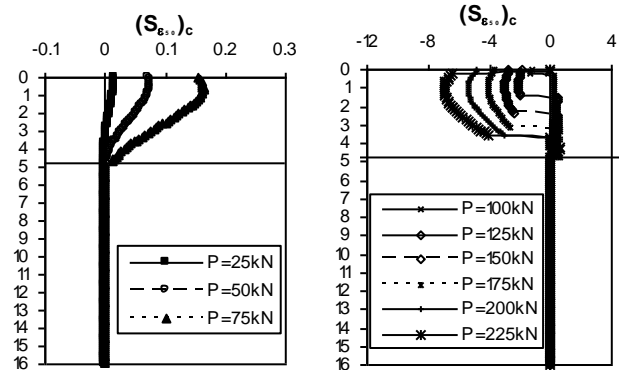 (Sε₅₀)c
-0.1 0 0.1 0.2 0.3
0
1
2
3
4
5
6
7
8
9
10
11
12
13
14
15
16
P=25kN
P=50kN
P=75kN
(Sε₅₀)c
-12 -8 -4 0 4
0
1
2
3
4
5
6
7
8
9
10
11
12
13
14
15
16
P=100kN
P=125kN
P=150kN
P=175kN
P=200kN
P=225kN